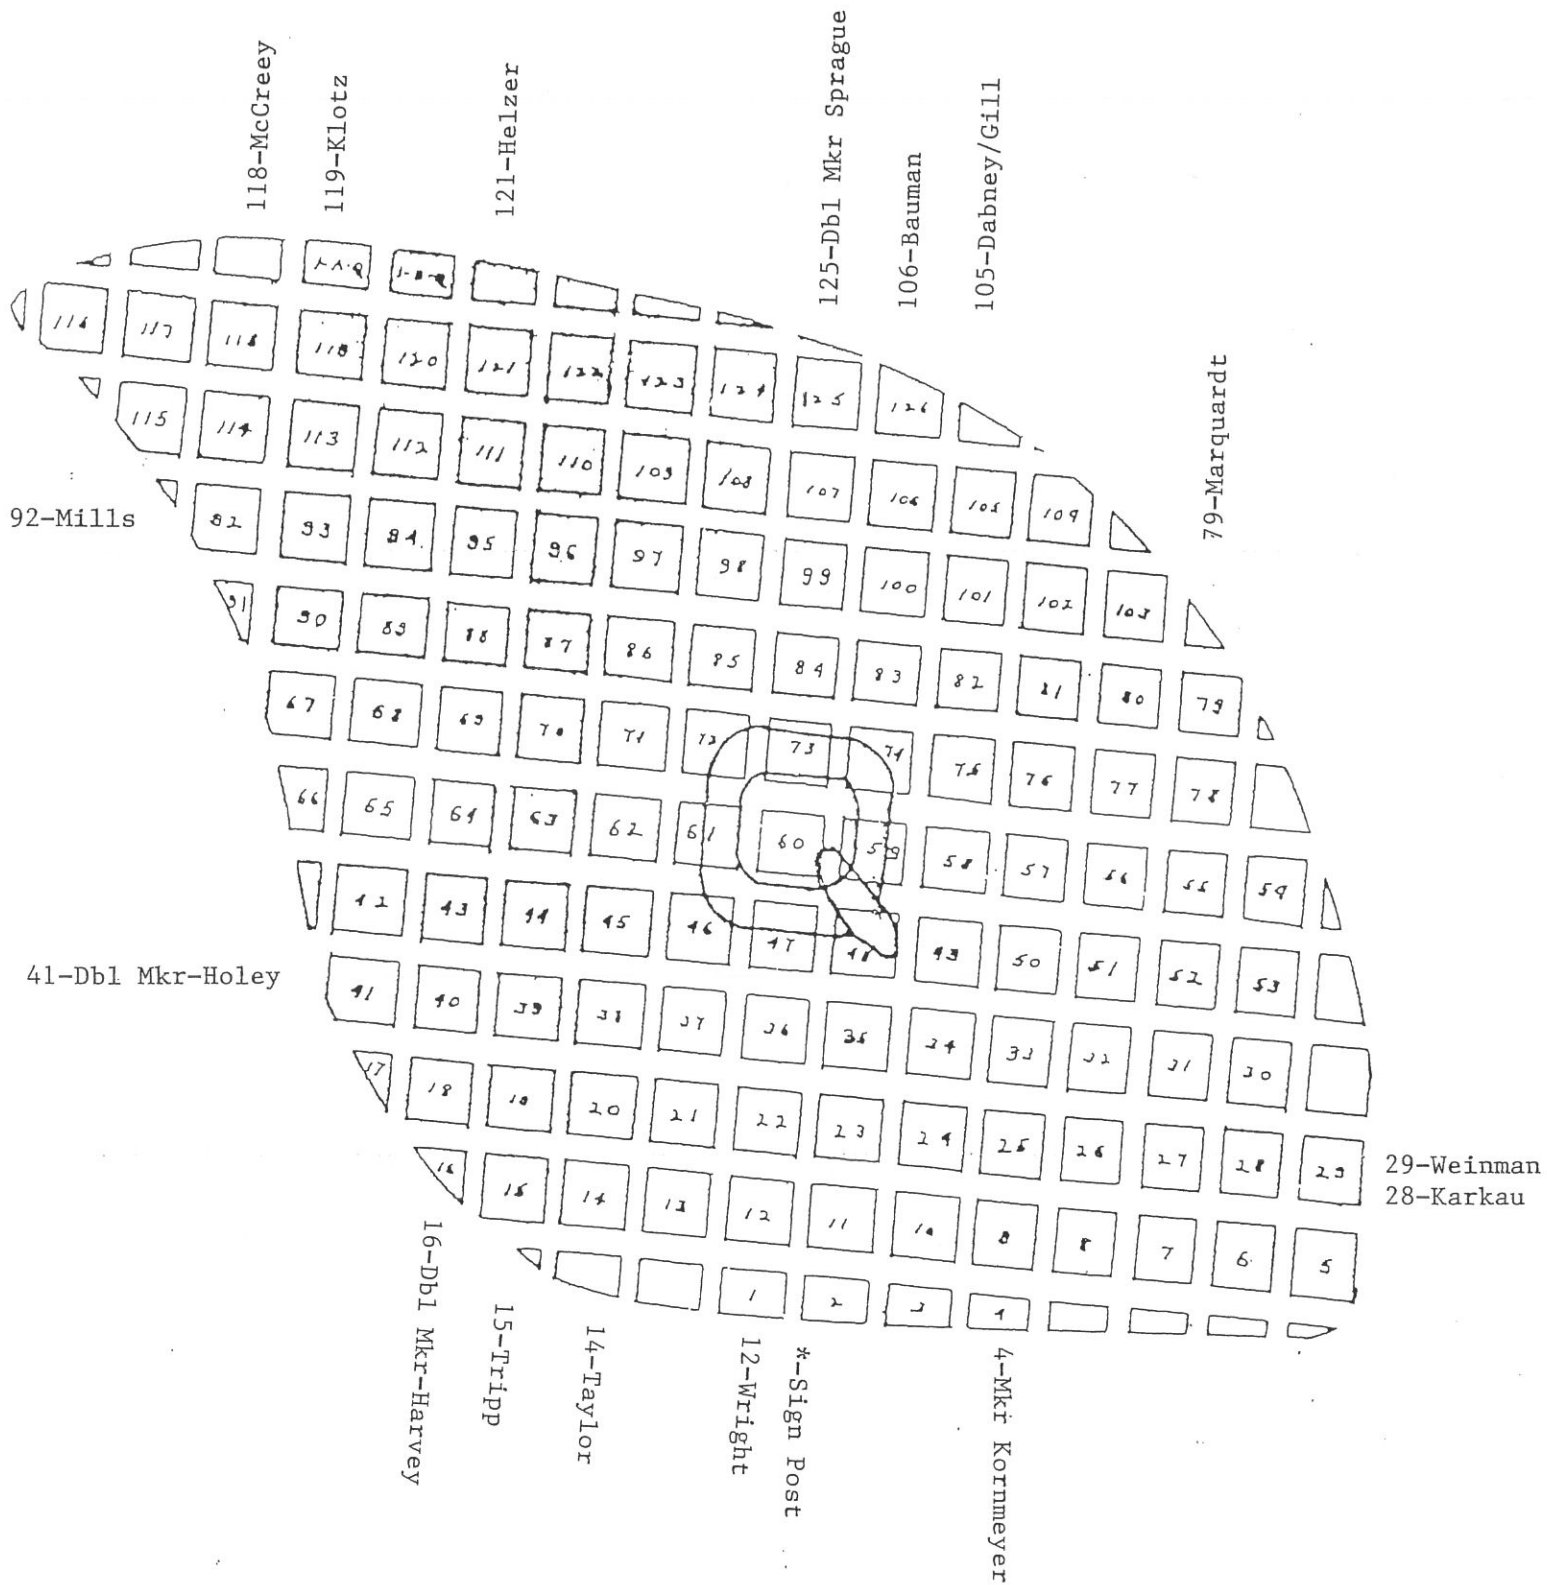 118-McCreey
119-Klotz
121-Helzer
125-Dbl Mkr Sprague
106-Bauman
105-Dabney/Gill
79-Marquardt
116 117 118 119 120 121 122 123 124 125 126
115 114 113 112 111 110 109 108 107 106 105 104
92-Mills
92 93 94 95 96 97 98 99 100 101 102 103
91 90 89 88 87 86 85 84 83 82 81 80 79
67 68 69 70 71 72 73 74 75 76 77 78
66 65 64 63 62 61 60 59 58 57 56 55 54
42 43 44 45 46 47 48 49 50 51 52 53
41-Dbl Mkr-Holey
41 40 39 38 37 36 35 34 33 32 31 30
17 18 19 20 21 22 23 24 25 26 27 28 29
29-Weinman
28-Karkau
16 15 14 13 12 11 10 9 8 7 6 5
1 2 3 4
16-Dbl Mkr-Harvey
15-Tripp
14-Taylor
12-Wright
*-Sign Post
4-Mkr Kornmeyer